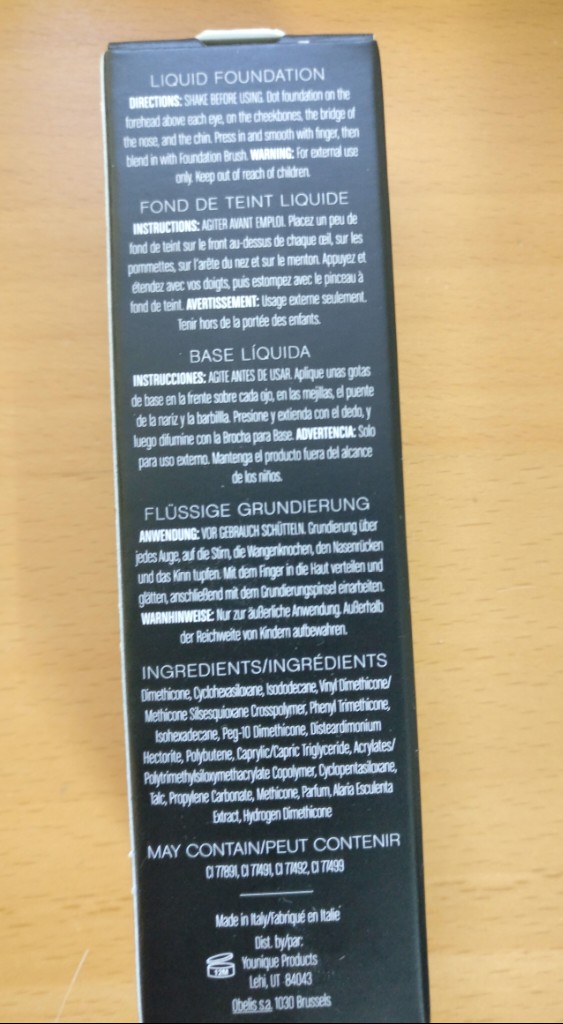 LIQUID FOUNDATION
DIRECTIONS: SHAKE BEFORE USING. Dot foundation on the
forehead above each eye, on the cheekbones, the bridge of
the nose, and the chin. Press in and smooth with finger, then
blend in with Foundation Brush. WARNING: For external use
only. Keep out of reach of children.
FOND DE TEINT LIQUIDE
INSTRUCTIONS: AGITER AVANT EMPLOI. Placez un peu de
fond de teint sur le front au-dessus de chaque œil, sur les
pommettes, sur l'arête du nez et sur le menton. Appuyez et
étendez avec vos doigts, puis estompez avec le pinceau à
fond de teint. AVERTISSEMENT: Usage externe seulement.
Tenir hors de la portée des enfants.
BASE LÍQUIDA
INSTRUCCIONES: AGITE ANTES DE USAR. Aplique unas gotas
de base en la frente sobre cada ojo, en las mejillas, el puente
de la nariz y la barbillla. Presione y extienda con el dedo, y
luego difumine con la Brocha para Base. ADVERTENCIA: Solo
para uso externo. Mantenga el producto fuera del alcance
de los niños.
FLÜSSIGE GRUNDIERUNG
ANWENDUNG: VOR GEBRAUCH SCHÜTTELN. Grundierung über
jedes Auge, auf die Stirn, die Wangenknochen, den Nasenrücken
und das Kinn tupfen. Mit dem Finger in die Haut verteilen und
glätten, anschließend mit dem Grundierungspinsel einarbeiten.
WARNHINWEISE: Nur zur äußerliche Anwendung. Außerhalb
der Reichweite von Kindern aufbewahren.
INGREDIENTS/INGRÉDIENTS
Dimethicone, Cyclohexasiloxane, Isododecane, Vinyl Dimethicone/
Methicone Silsesquioxane Crosspolymer, Phenyl Trimethicone,
Isohexadecane, Peg-10 Dimethicone, Disteardimonium
Hectorite, Polybutene, Caprylic/Capric Triglyceride, Acrylates/
Polytrimethylsiloxymethacrylate Copolymer, Cyclopentasiloxane,
Talc, Propylene Carbonate, Methicone, Parfum, Alaria Esculenta
Extract, Hydrogen Dimethicone
MAY CONTAIN/PEUT CONTENIR
CI 77891, CI 77491, CI 77492, CI 77499
Made in Italy/Fabriqué en Italie
Dist. by/par:
12M Younique Products
Lehi, UT 84043
Obelis s.a. 1030 Brussels